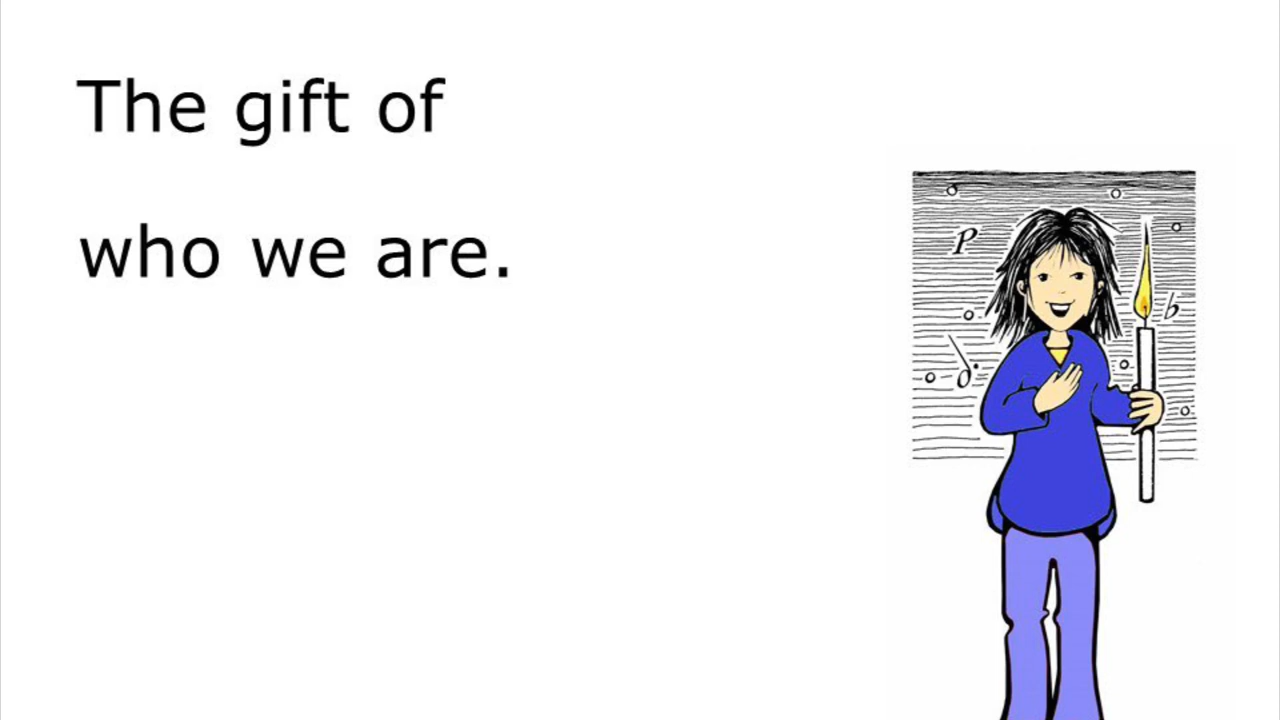 The gift of
who we are.
p
b
d